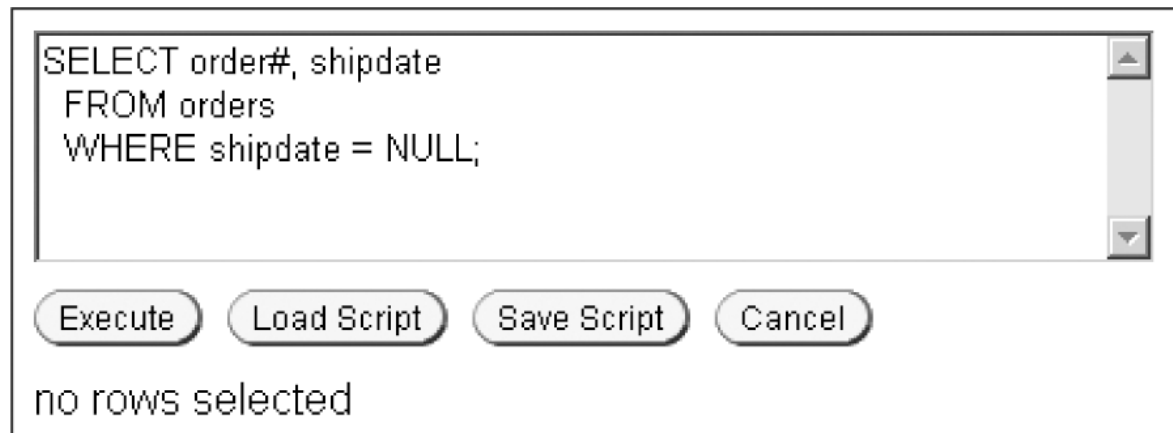 SELECT order#, shipdate
FROM orders
WHERE shipdate = NULL;
Execute Load Script Save Script Cancel
no rows selected